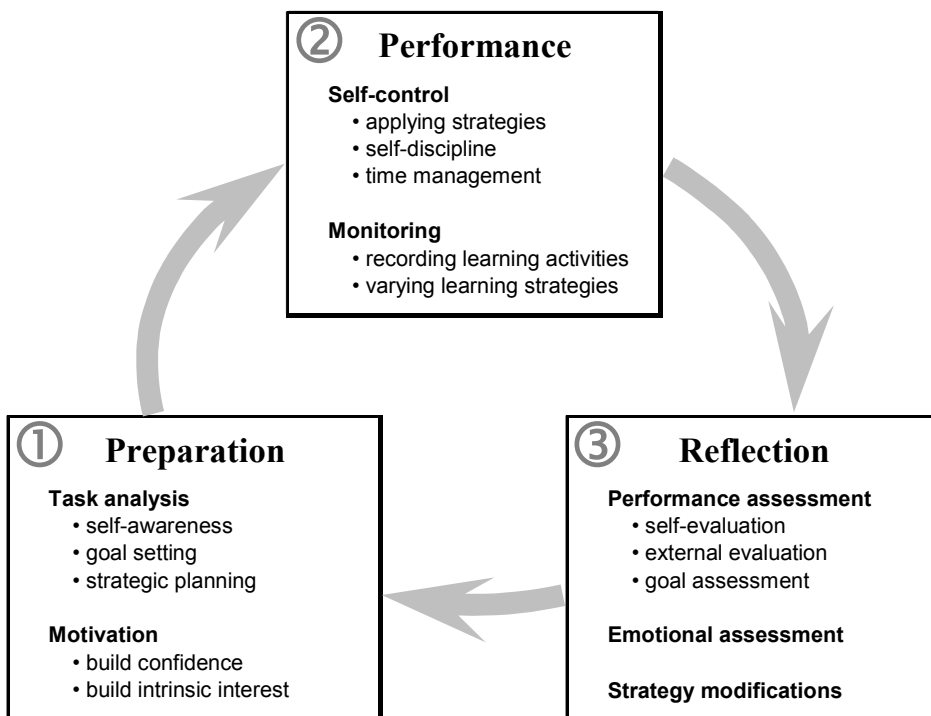 ② Performance
Self-control
• applying strategies
• self-discipline
• time management
Monitoring
• recording learning activities
• varying learning strategies
① Preparation
Task analysis
• self-awareness
• goal setting
• strategic planning
Motivation
• build confidence
• build intrinsic interest
③ Reflection
Performance assessment
• self-evaluation
• external evaluation
• goal assessment
Emotional assessment
Strategy modifications